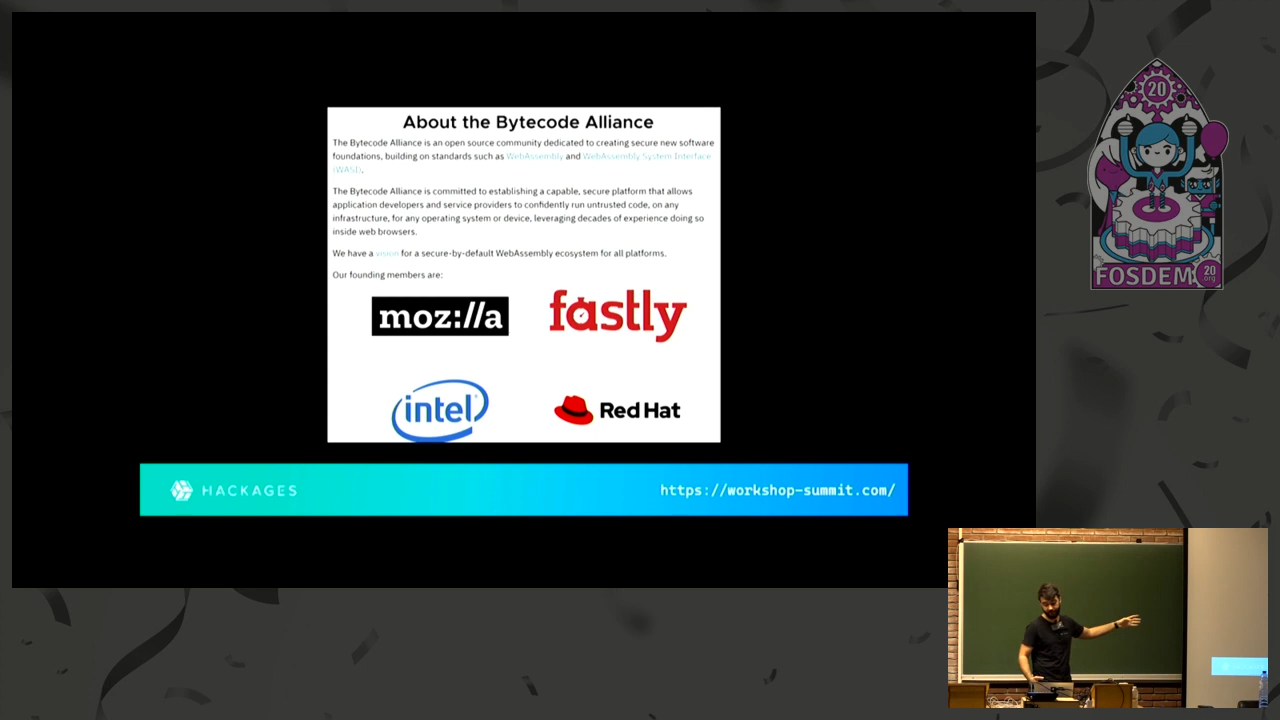 About the Bytecode Alliance
The Bytecode Alliance is an open source community dedicated to creating secure new software
foundations, building on standards such as WebAssembly and WebAssembly System Interface
(WASI).
The Bytecode Alliance is committed to establishing a capable, secure platform that allows
application developers and service providers to confidently run untrusted code, on any
infrastructure, for any operating system or device, leveraging decades of experience doing so
inside web browsers.
We have a vision for a secure-by-default WebAssembly ecosystem for all platforms.
Our founding members are:
moz://a
fastly
intel
Red Hat
HACKAGES
https://workshop-summit.com/
20
FOSDEM
20
.org